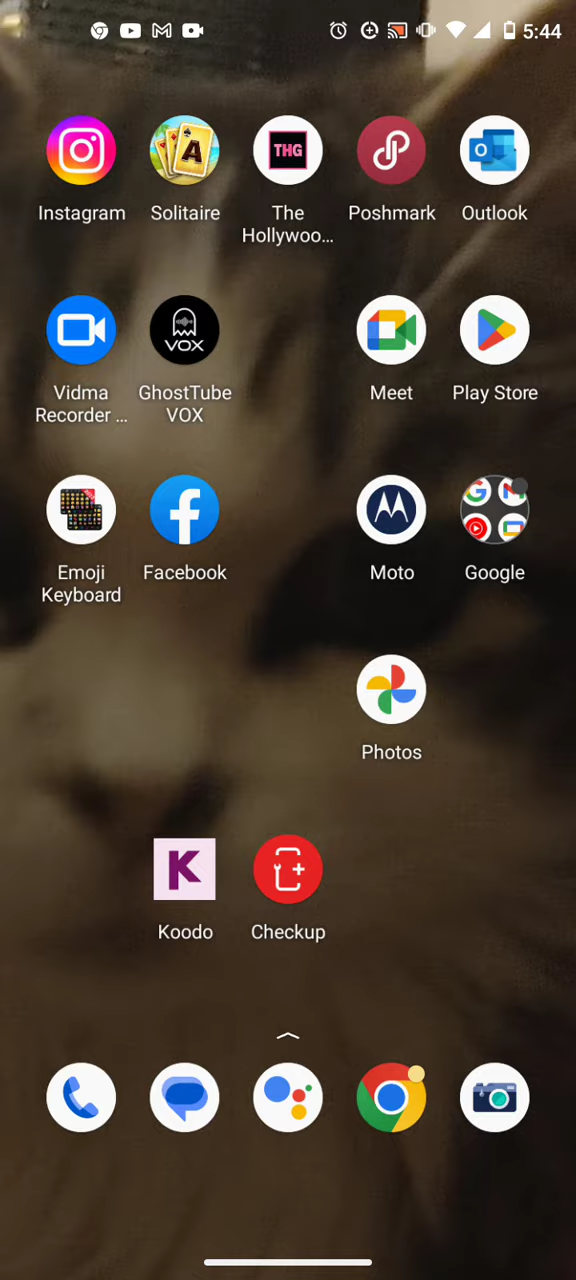 5:44
THG
A
Instagram
Solitaire
The
Hollywoo…
Poshmark
Outlook
VOX
Vidma
Recorder …
GhostTube
VOX
Meet
Play Store
Emoji
Keyboard
Facebook
Moto
Google
Photos
K
Koodo
Checkup